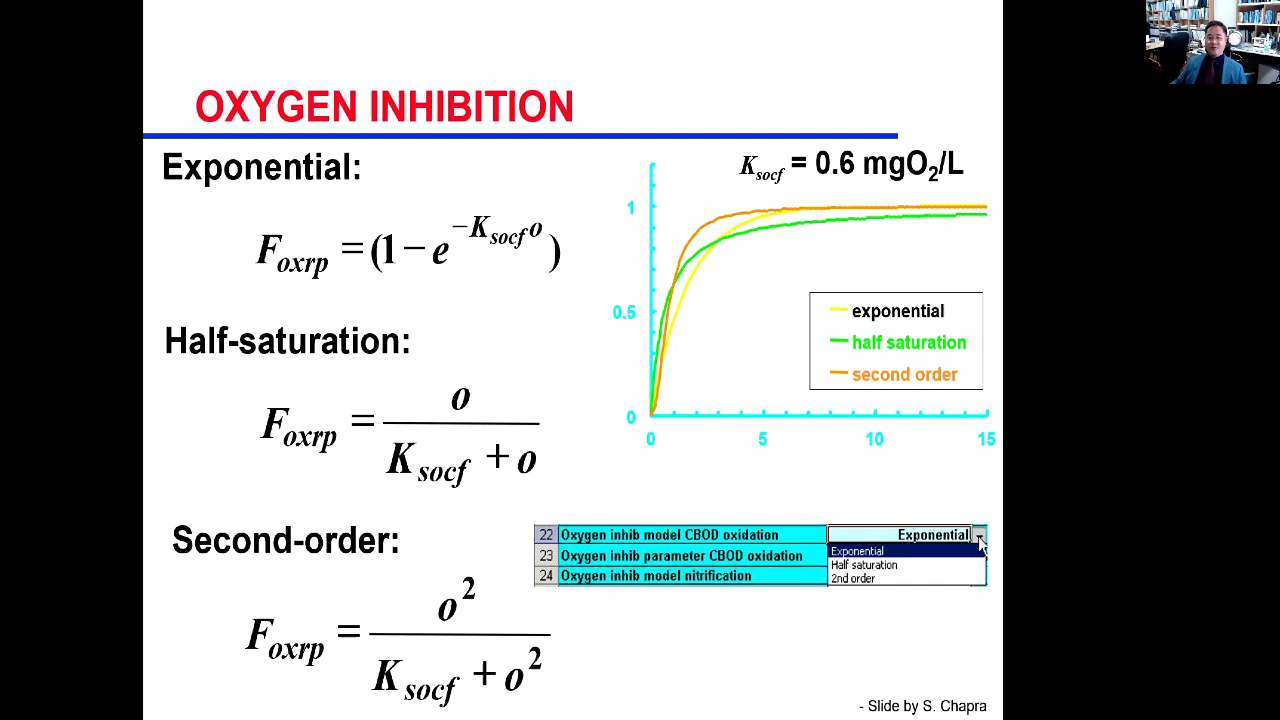 OXYGEN INHIBITION
Exponential:
F_oxrp = (1 − e^{−K_socf o})
Half-saturation:
F_oxrp = o / (K_socf + o)
Second-order:
F_oxrp = o² / (K_socf + o²)
K_socf = 0.6 mgO₂/L
1
0.5
0
0 5 10 15
exponential
half saturation
second order
22 Oxygen inhib model CBOD oxidation Exponential
23 Oxygen inhib parameter CBOD oxidation
24 Oxygen inhib model nitrification
Exponential
Half saturation
2nd order
- Slide by S. Chapra